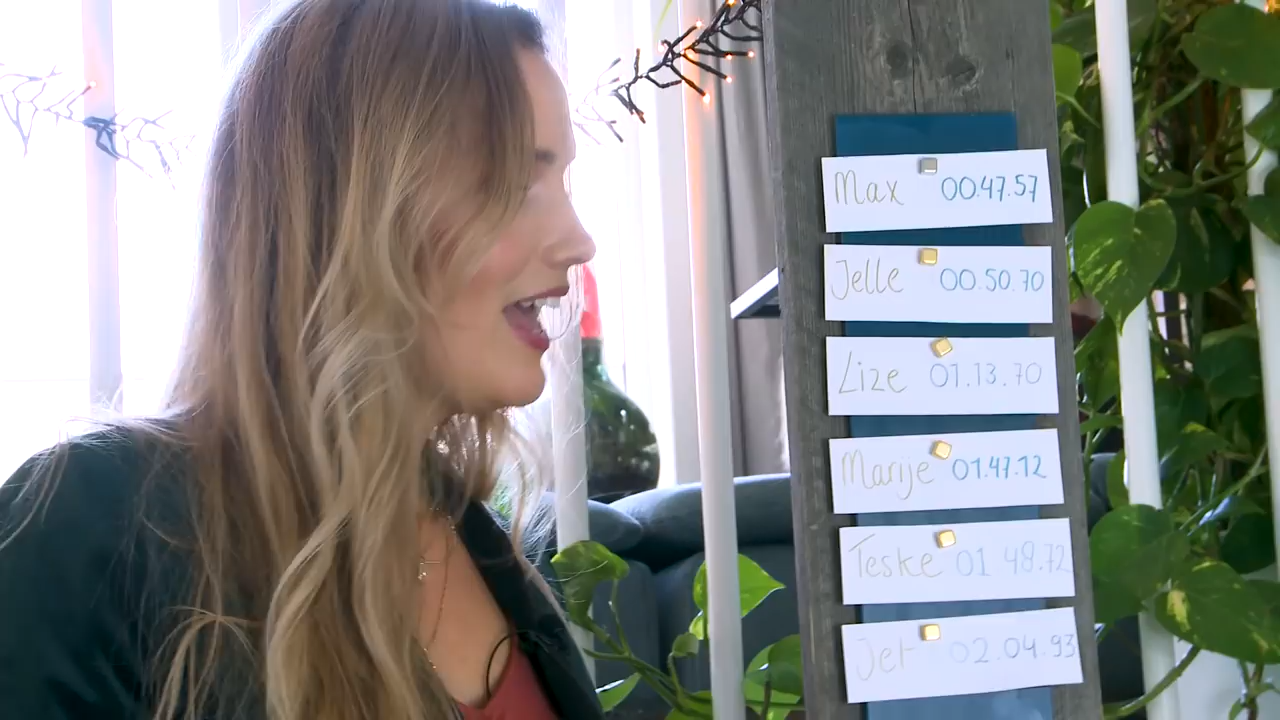 Max 00.47.57
Jelle 00.50.70
Lize 01.13.70
Marije 01.47.12
Teske 01 48.72
Jet 02.04.93